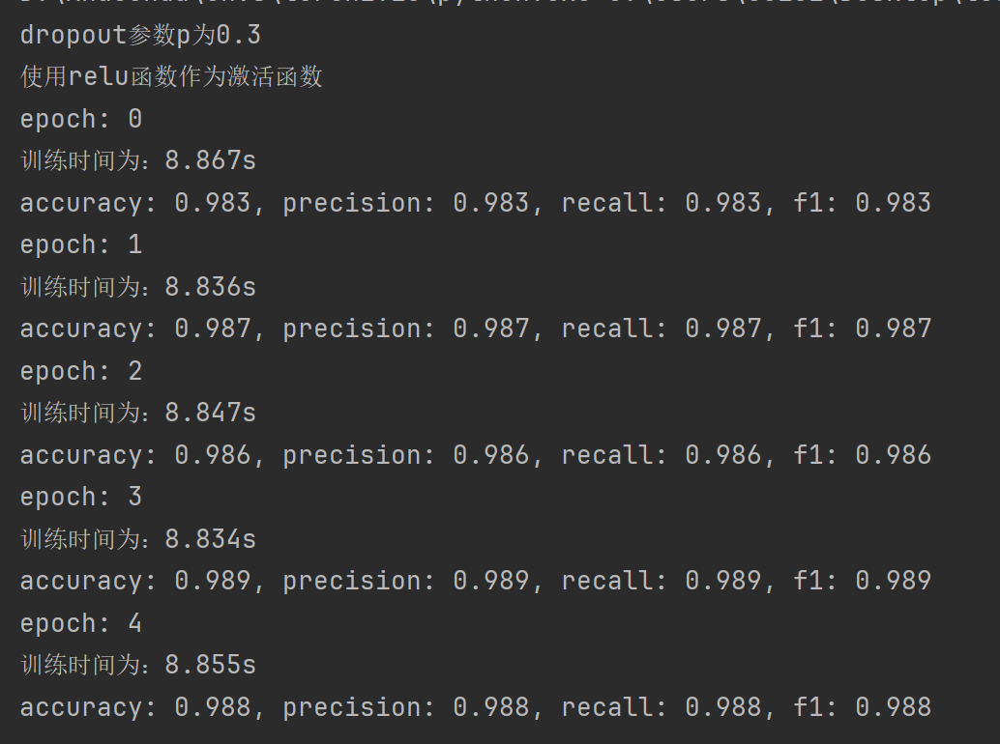 dropout参数p为0.3
使用relu函数作为激活函数
epoch: 0
训练时间为：8.867s
accuracy: 0.983, precision: 0.983, recall: 0.983, f1: 0.983
epoch: 1
训练时间为：8.836s
accuracy: 0.987, precision: 0.987, recall: 0.987, f1: 0.987
epoch: 2
训练时间为：8.847s
accuracy: 0.986, precision: 0.986, recall: 0.986, f1: 0.986
epoch: 3
训练时间为：8.834s
accuracy: 0.989, precision: 0.989, recall: 0.989, f1: 0.989
epoch: 4
训练时间为：8.855s
accuracy: 0.988, precision: 0.988, recall: 0.988, f1: 0.988